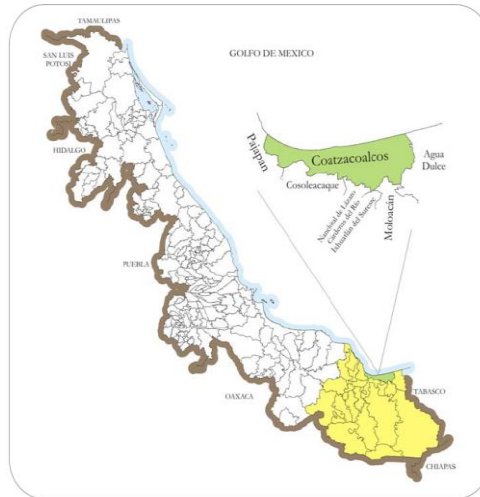 TAMAULIPAS
SAN LUIS
POTOSÍ
GOLFO DE MEXICO
HIDALGO
Pajapan
Coatzacoalcos
Agua
Dulce
Cosoleacaque
Nanchital de Lázaro
Cárdenas del Río
Ixhuatlán del Sureste
Moloacán
PUEBLA
OAXACA
TABASCO
CHIAPAS